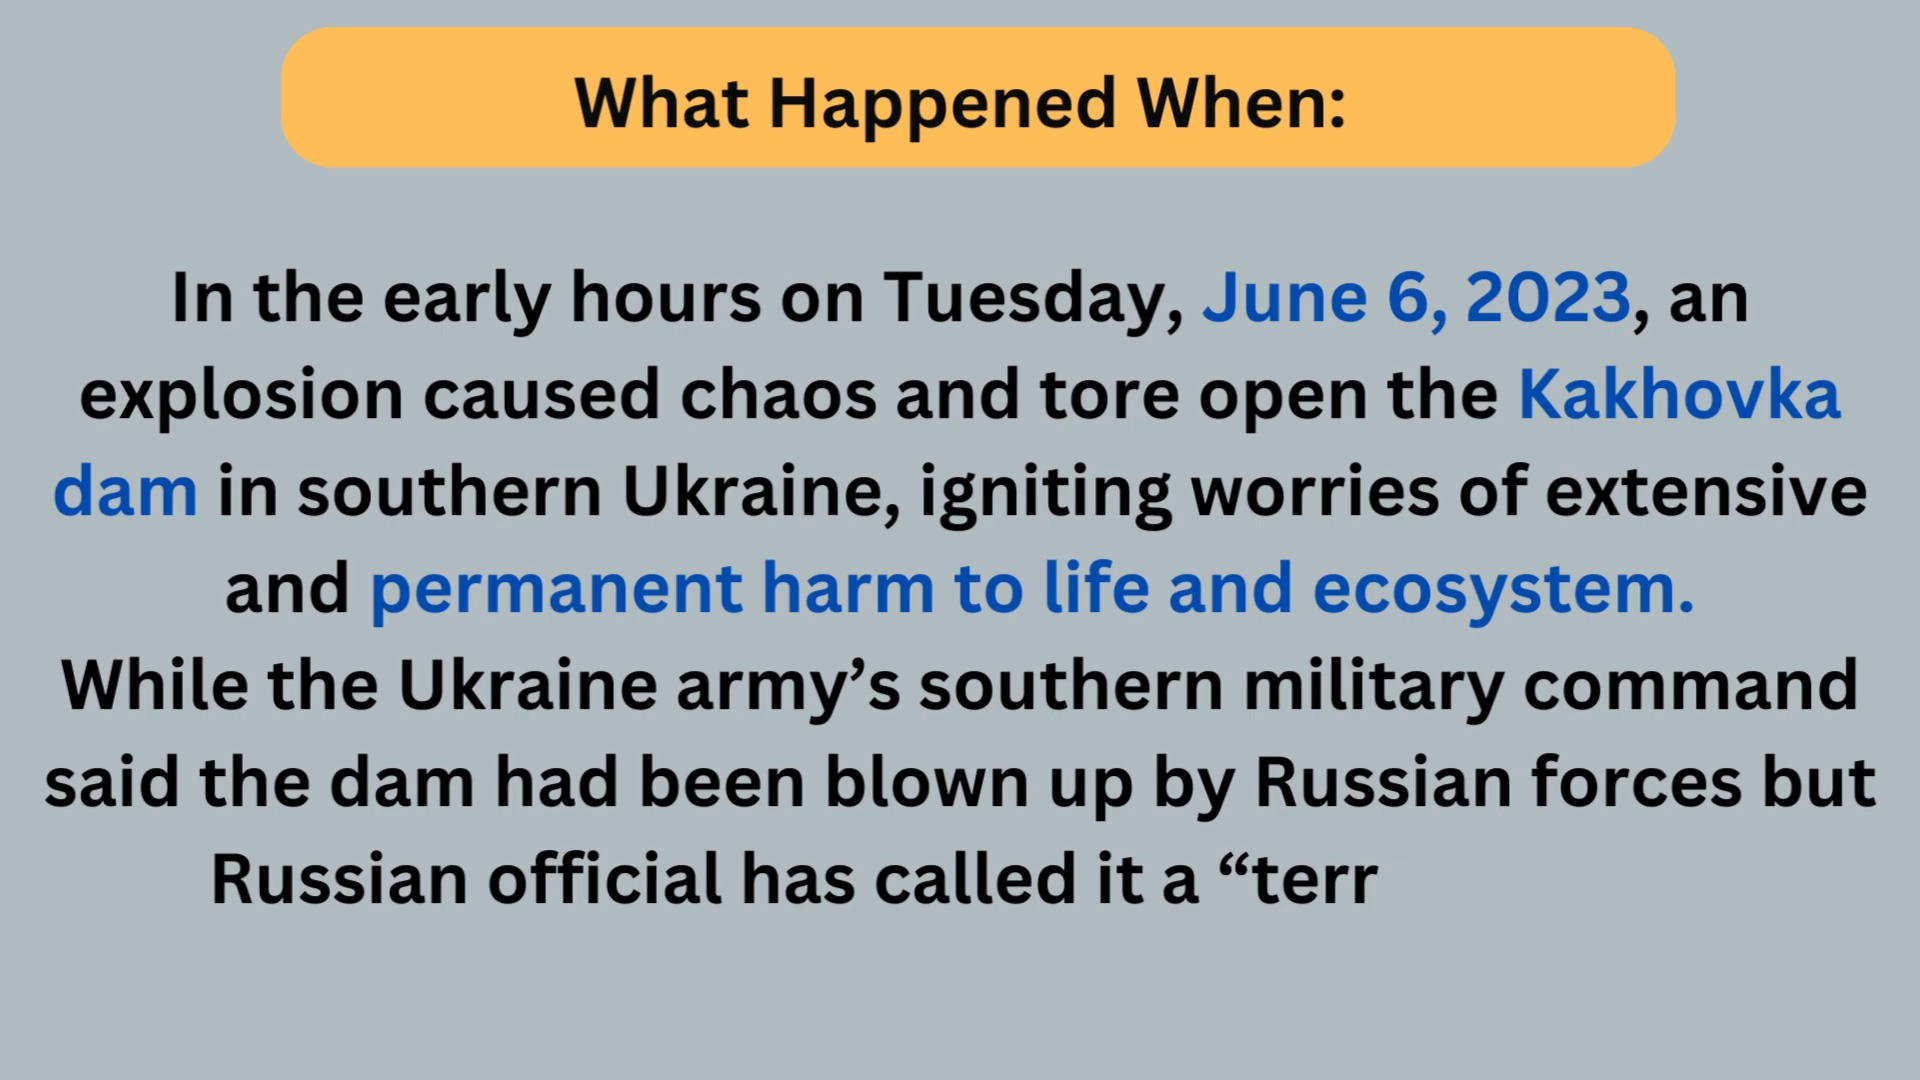 What Happened When:
In the early hours on Tuesday, June 6, 2023, an
explosion caused chaos and tore open the Kakhovka
dam in southern Ukraine, igniting worries of extensive
and permanent harm to life and ecosystem.
While the Ukraine army’s southern military command
said the dam had been blown up by Russian forces but
Russian official has called it a “terr